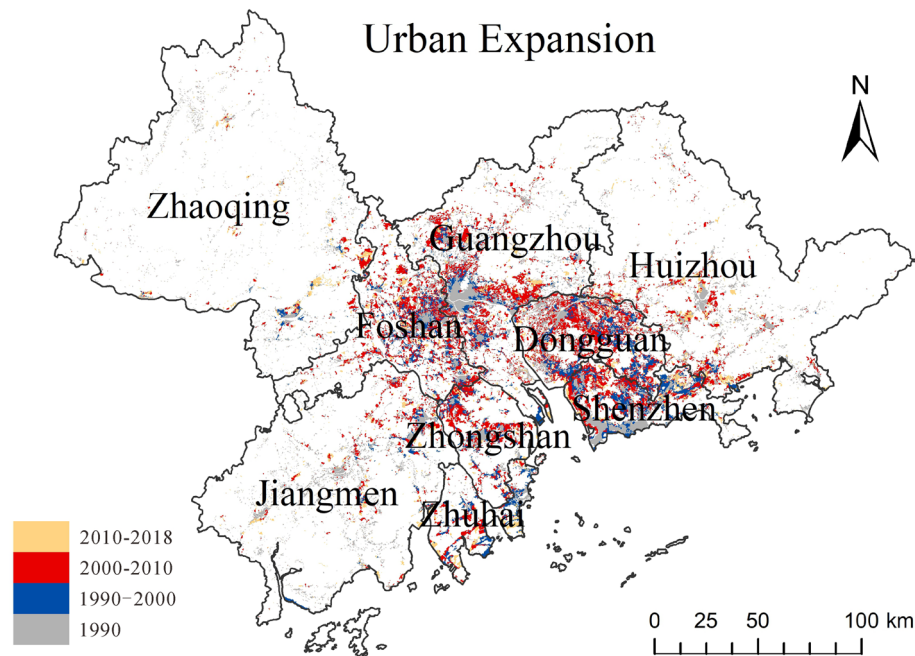 Urban Expansion
N
Zhaoqing
Guangzhou
Huizhou
Foshan
Dongguan
Shenzhen
Zhongshan
Jiangmen
Zhuhai
2010-2018
2000-2010
1990-2000
1990
0 25 50 100 km